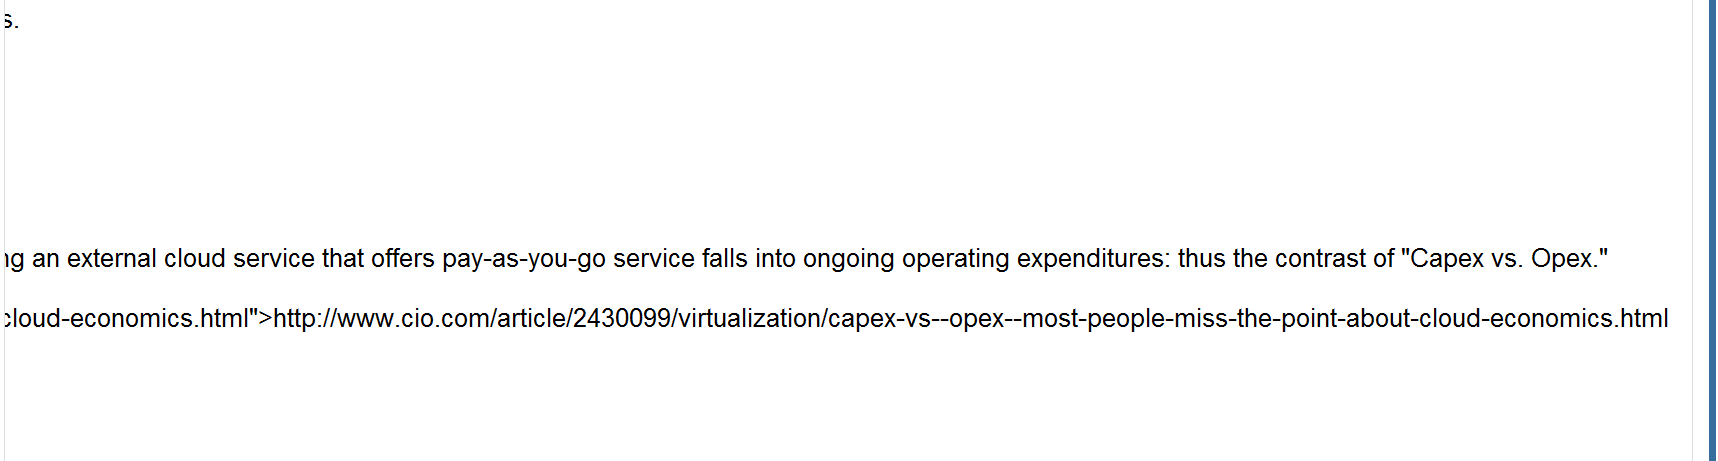 s.
ng an external cloud service that offers pay-as-you-go service falls into ongoing operating expenditures: thus the contrast of "Capex vs. Opex."
cloud-economics.html">http://www.cio.com/article/2430099/virtualization/capex-vs--opex--most-people-miss-the-point-about-cloud-economics.html